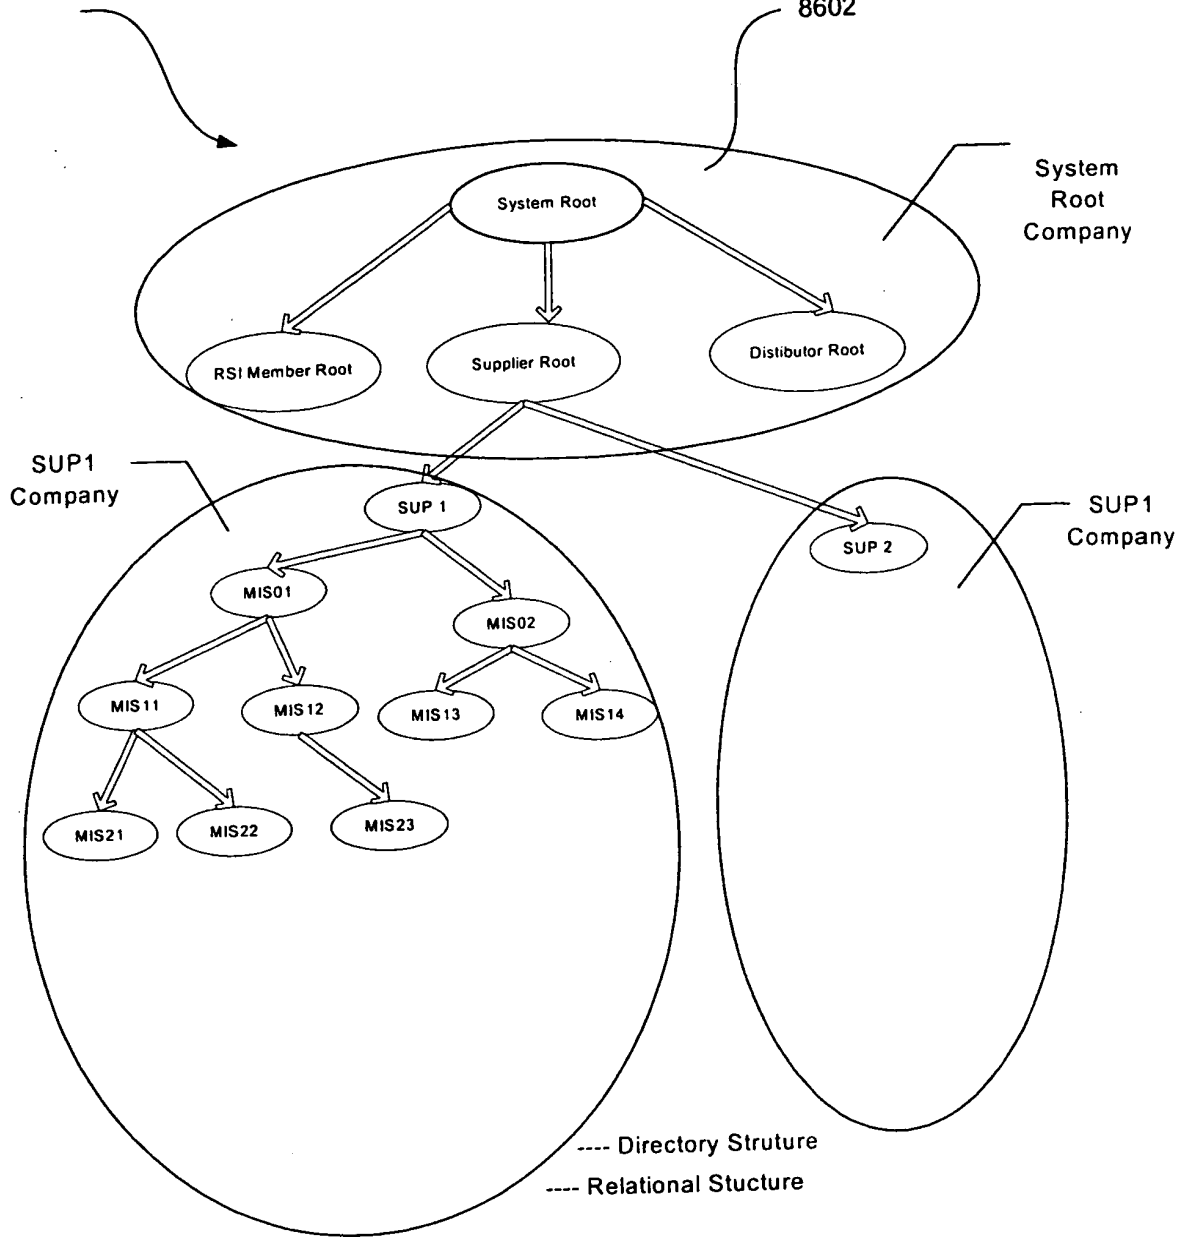 8602
System Root
System
Root
Company
RSI Member Root
Supplier Root
Distibutor Root
SUP1
Company
SUP 1
SUP 2
SUP1
Company
MIS01
MIS02
MIS11
MIS12
MIS13
MIS14
MIS21
MIS22
MIS23
---- Directory Struture
---- Relational Stucture